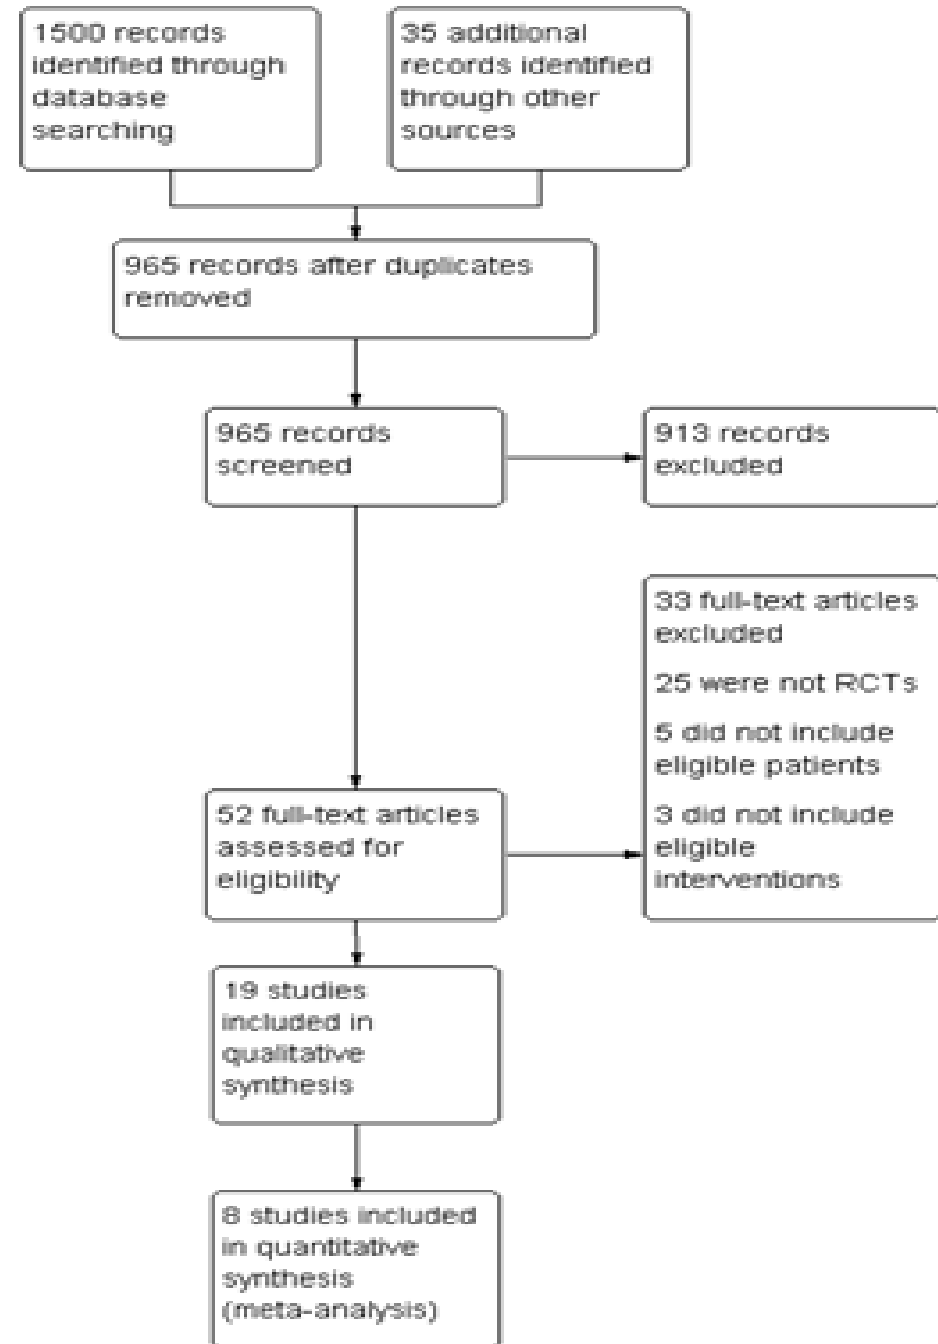 1500 records
identified through
database
searching
35 additional
records identified
through other
sources
965 records after duplicates
removed
965 records
screened
913 records
excluded
33 full-text articles
excluded
25 were not RCTs
5 did not include
eligible patients
3 did not include
eligible
interventions
52 full-text articles
assessed for
eligibility
19 studies
included in
qualitative
synthesis
8 studies included
in quantitative
synthesis
(meta-analysis)